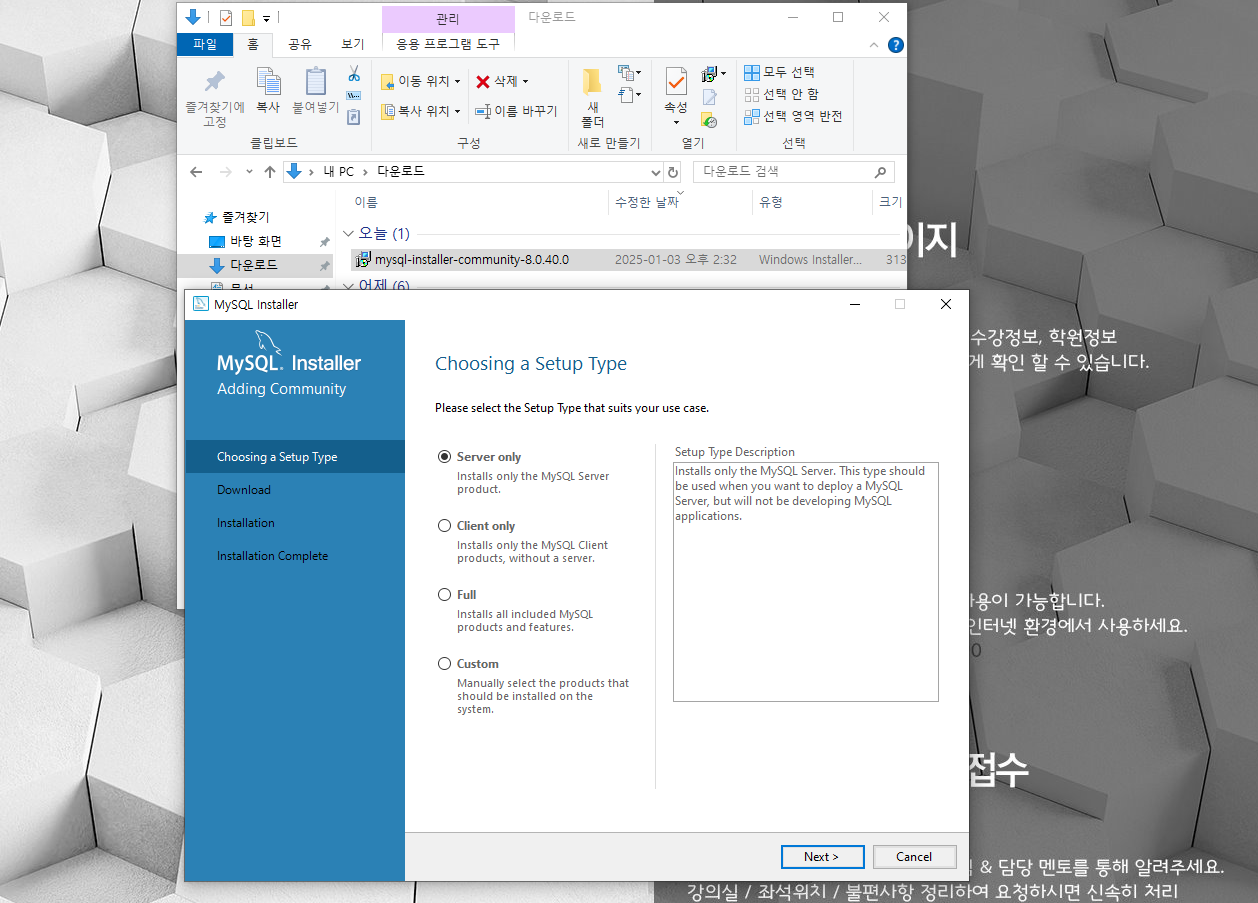 관리
다운로드
파일
홈
공유
보기
응용 프로그램 도구
즐겨찾기에
고정
복사
붙여넣기
이동 위치
복사 위치
삭제
이름 바꾸기
새
폴더
속성
모두 선택
선택 안 함
선택 영역 반전
클립보드
구성
새로 만들기
열기
선택
내 PC > 다운로드
다운로드 검색
이름
수정한 날짜
유형
크기
즐겨찾기
바탕 화면
다운로드
문서
오늘 (1)
mysql-installer-community-8.0.40.0
2025-01-03 오후 2:32
Windows Installer...
313
어제 (6)
이지
수강정보, 학원정보
게 확인 할 수 있습니다.
MySQL Installer
MySQL. Installer
Adding Community
Choosing a Setup Type
Download
Installation
Installation Complete
Choosing a Setup Type
Please select the Setup Type that suits your use case.
Server only
Installs only the MySQL Server
product.
Client only
Installs only the MySQL Client
products, without a server.
Full
Installs all included MySQL
products and features.
Custom
Manually select the products that
should be installed on the
system.
Setup Type Description
Installs only the MySQL Server. This type should
be used when you want to deploy a MySQL
Server, but will not be developing MySQL
applications.
Next >
Cancel
사용이 가능합니다.
인터넷 환경에서 사용하세요.
0
접수
& 담당 멘토를 통해 알려주세요.
강의실 / 좌석위치 / 불편사항 정리하여 요청하시면 신속히 처리